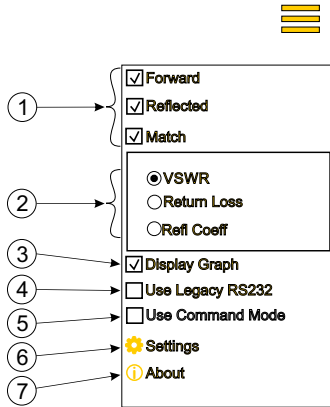 1
Forward
Reflected
Match
2
VSWR
Return Loss
Refl Coeff
3
Display Graph
4
Use Legacy RS232
5
Use Command Mode
6
Settings
7
About